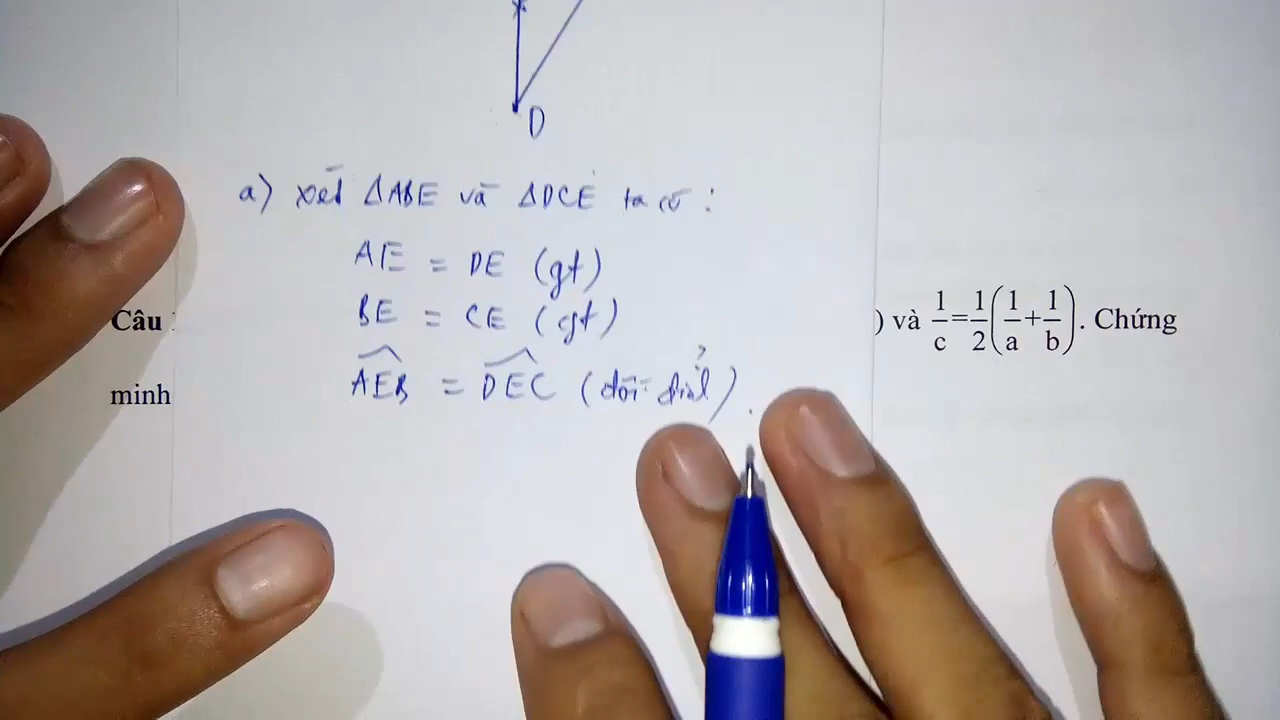 D
a) xét ΔABE và ΔDCE ta có :
AE = DE (gt)
BE = CE (gt)
Câu ) và 1/c=1/2(1/a+1/b). Chứng
AEB = DEC (đối đỉnh).
minh